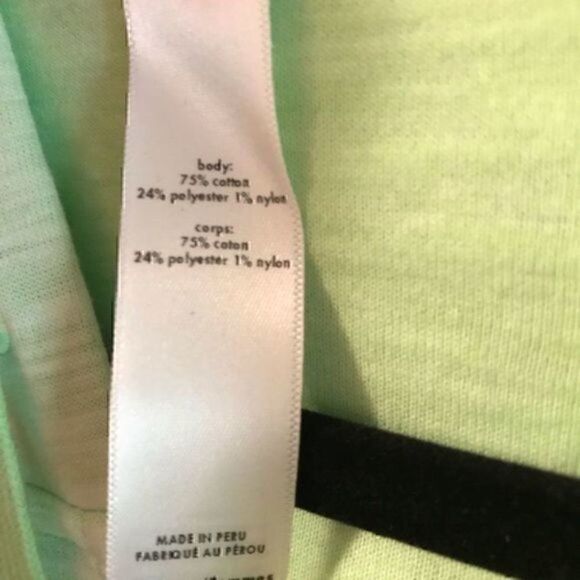 body:
75% cotton
24% polyester 1% nylon
corps:
75% coton
24% polyester 1% nylon
MADE IN PERU
FABRIQUÉ AU PÉROU